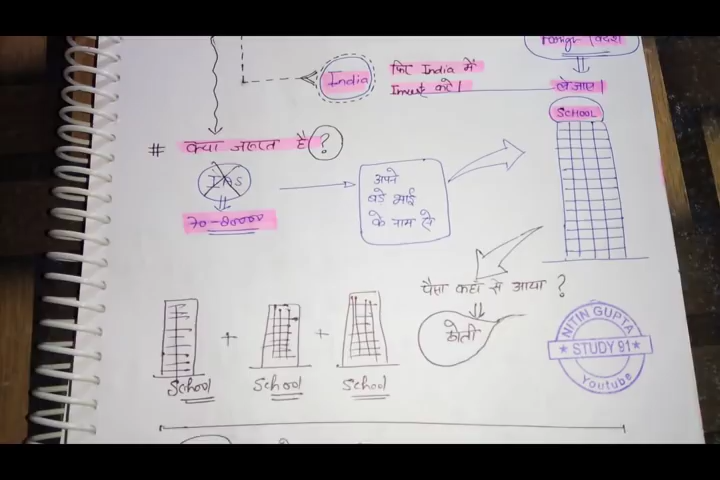 विदेश
India
फिर India में
Invest करे।
लेजाए।
SCHOOL
# क्या जरूरत है ?
IAS
70-80000
अपने
बडे भाई
के नाम से
पैसा कहाँ से आया ?
खेती
School + School + School
NITIN GUPTA
★ STUDY 91 ★
Youtube